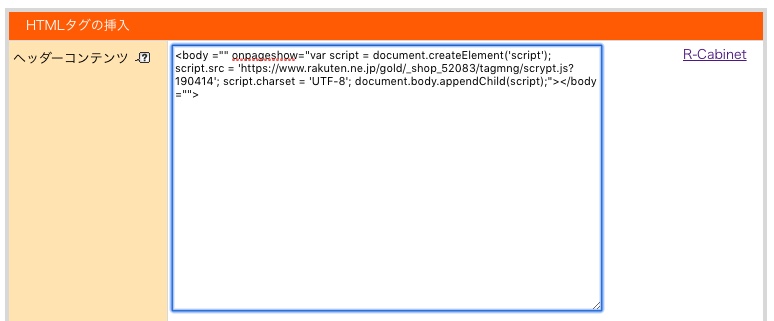 HTMLタグの挿入
ヘッダーコンテンツ ?
<body ="" onpageshow="var script = document.createElement('script');
script.src = 'https://www.rakuten.ne.jp/gold/_shop_52083/tagmng/scrypt.js?
190414'; script.charset = 'UTF-8'; document.body.appendChild(script);"></body
="">
R-Cabinet